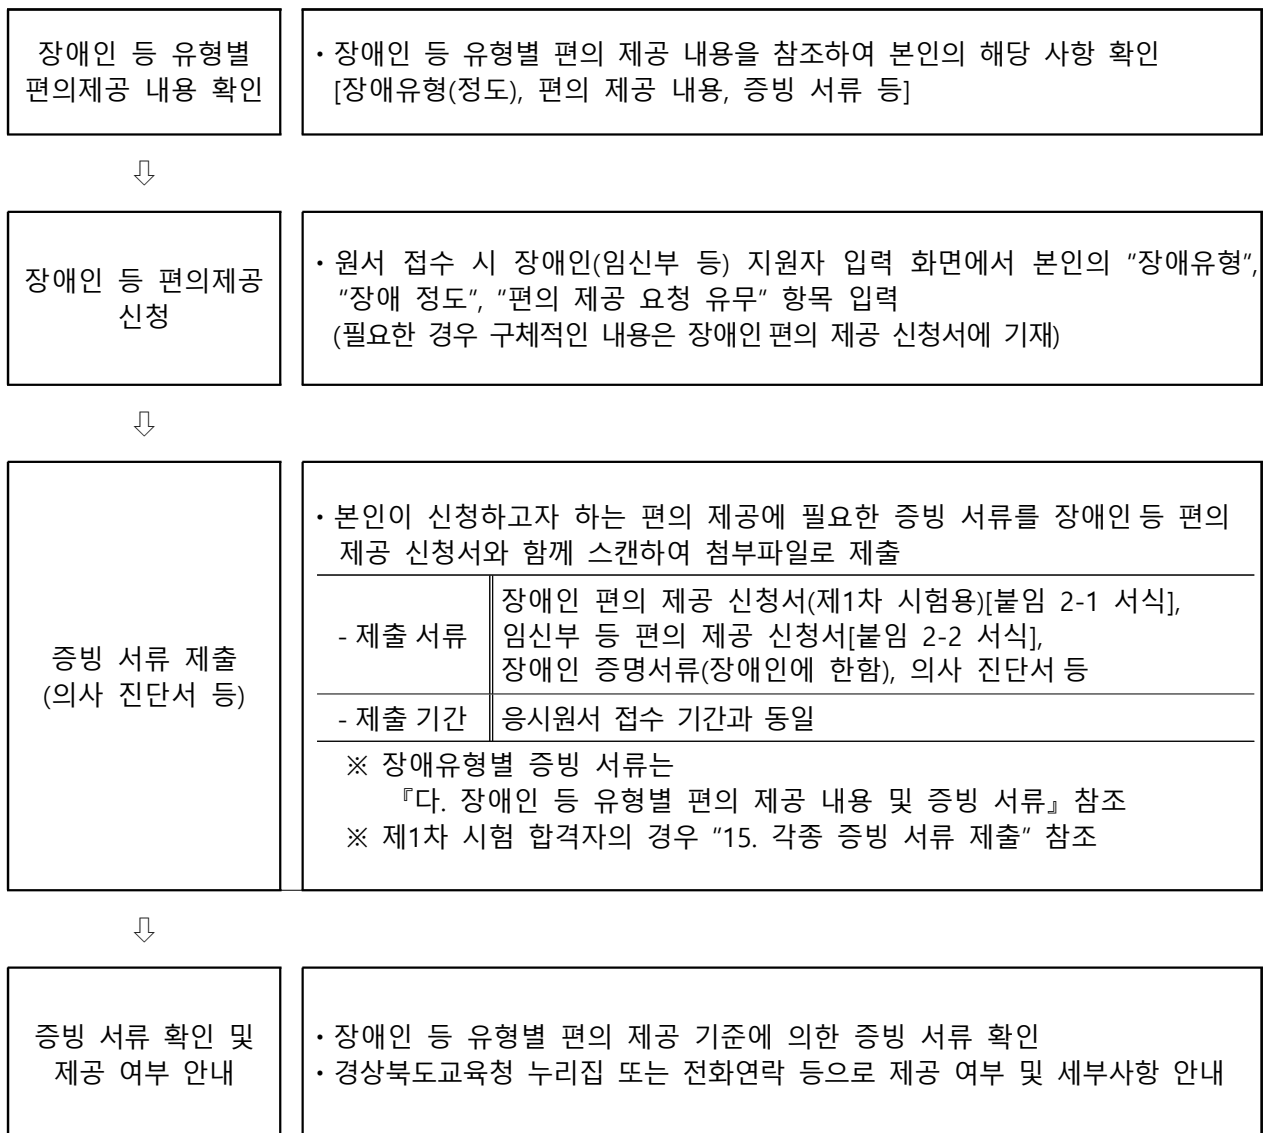 장애인 등 유형별
편의제공 내용 확인
· 장애인 등 유형별 편의 제공 내용을 참조하여 본인의 해당 사항 확인
[장애유형(정도), 편의 제공 내용, 증빙 서류 등]
⇩
장애인 등 편의제공
신청
· 원서 접수 시 장애인(임신부 등) 지원자 입력 화면에서 본인의 "장애유형",
"장애 정도", "편의 제공 요청 유무" 항목 입력
(필요한 경우 구체적인 내용은 장애인 편의 제공 신청서에 기재)
⇩
증빙 서류 제출
(의사 진단서 등)
· 본인이 신청하고자 하는 편의 제공에 필요한 증빙 서류를 장애인 등 편의
제공 신청서와 함께 스캔하여 첨부파일로 제출
- 제출 서류
장애인 편의 제공 신청서(제1차 시험용)[붙임 2-1 서식],
임신부 등 편의 제공 신청서[붙임 2-2 서식],
장애인 증명서류(장애인에 한함), 의사 진단서 등
- 제출 기간
응시원서 접수 기간과 동일
※ 장애유형별 증빙 서류는
『다. 장애인 등 유형별 편의 제공 내용 및 증빙 서류』 참조
※ 제1차 시험 합격자의 경우 "15. 각종 증빙 서류 제출" 참조
⇩
증빙 서류 확인 및
제공 여부 안내
· 장애인 등 유형별 편의 제공 기준에 의한 증빙 서류 확인
· 경상북도교육청 누리집 또는 전화연락 등으로 제공 여부 및 세부사항 안내